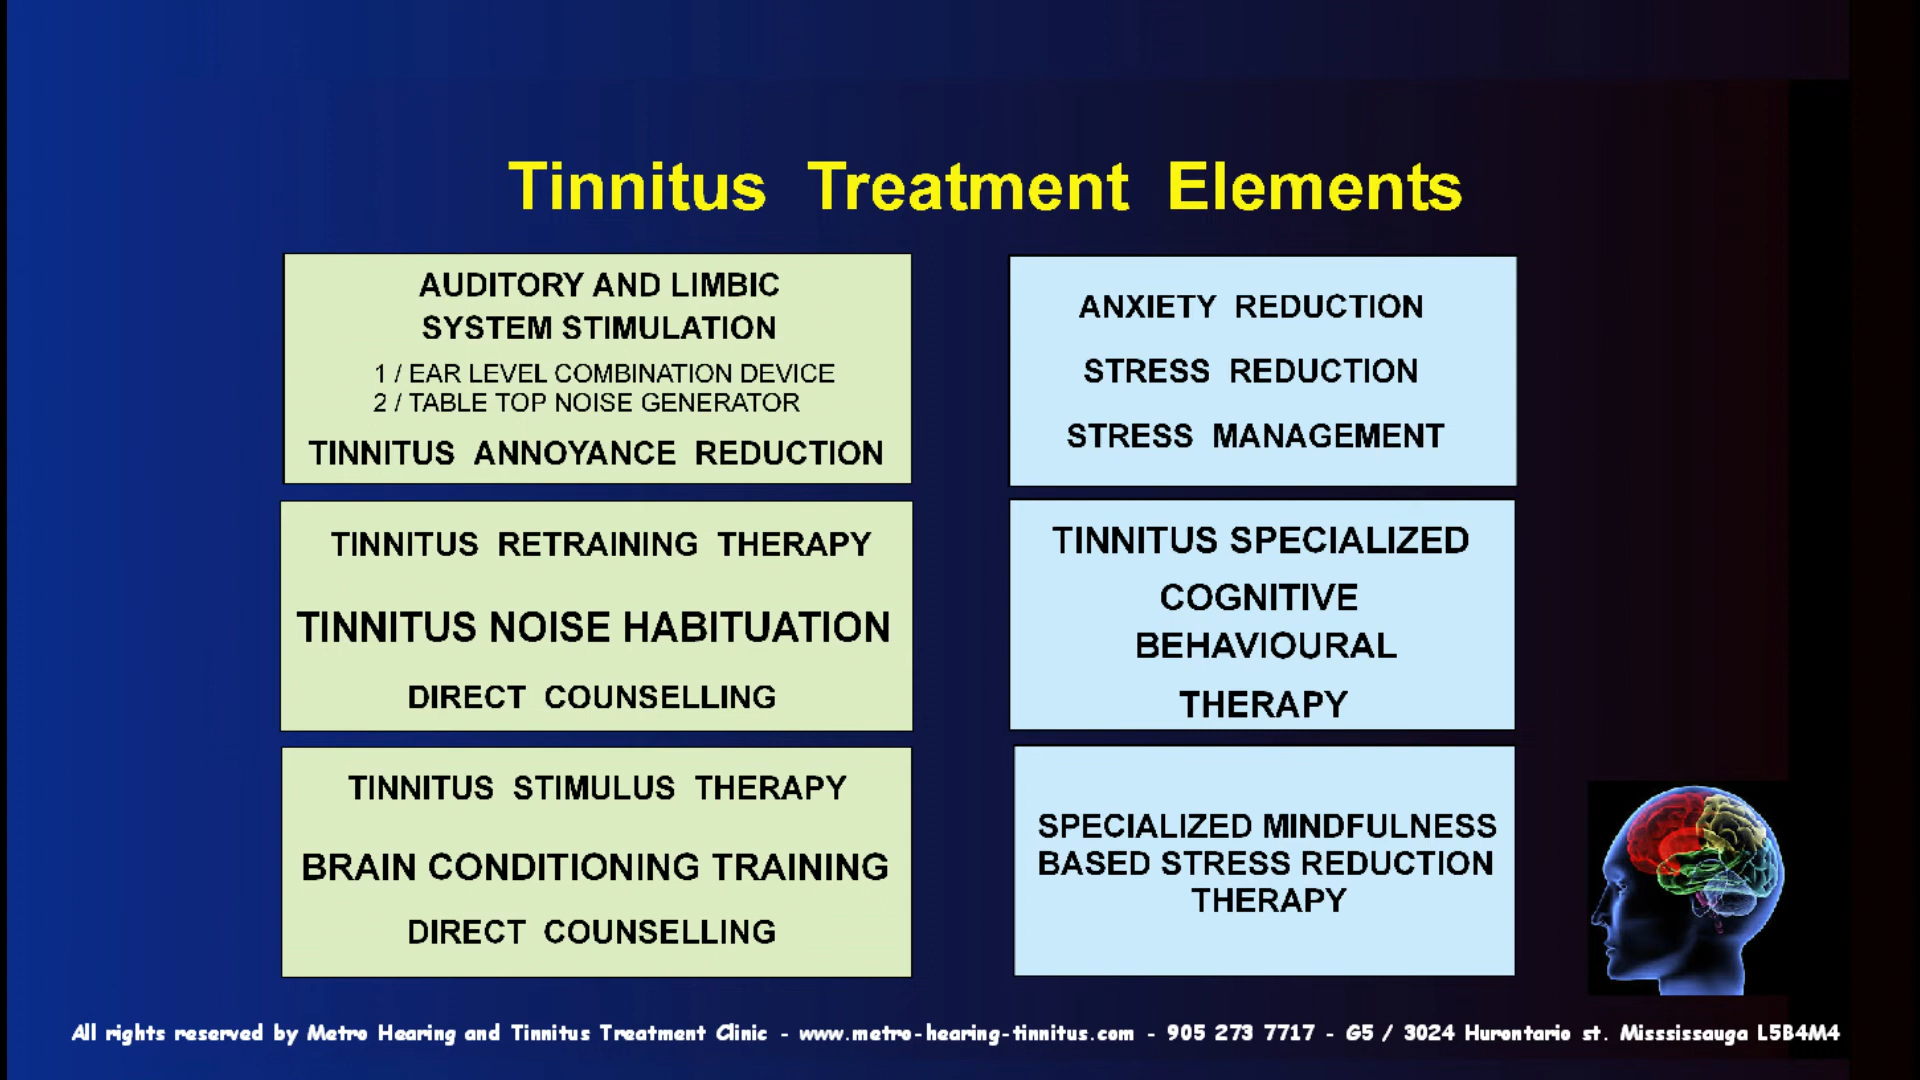 Tinnitus Treatment Elements
AUDITORY AND LIMBIC
SYSTEM STIMULATION
1 / EAR LEVEL COMBINATION DEVICE
2 / TABLE TOP NOISE GENERATOR
TINNITUS ANNOYANCE REDUCTION
TINNITUS RETRAINING THERAPY
TINNITUS NOISE HABITUATION
DIRECT COUNSELLING
TINNITUS STIMULUS THERAPY
BRAIN CONDITIONING TRAINING
DIRECT COUNSELLING
ANXIETY REDUCTION
STRESS REDUCTION
STRESS MANAGEMENT
TINNITUS SPECIALIZED
COGNITIVE
BEHAVIOURAL
THERAPY
SPECIALIZED MINDFULNESS
BASED STRESS REDUCTION
THERAPY
All rights reserved by Metro Hearing and Tinnitus Treatment Clinic - www.metro-hearing-tinnitus.com - 905 273 7717 - G5 / 3024 Hurontario st. Misssissauga L5B4M4